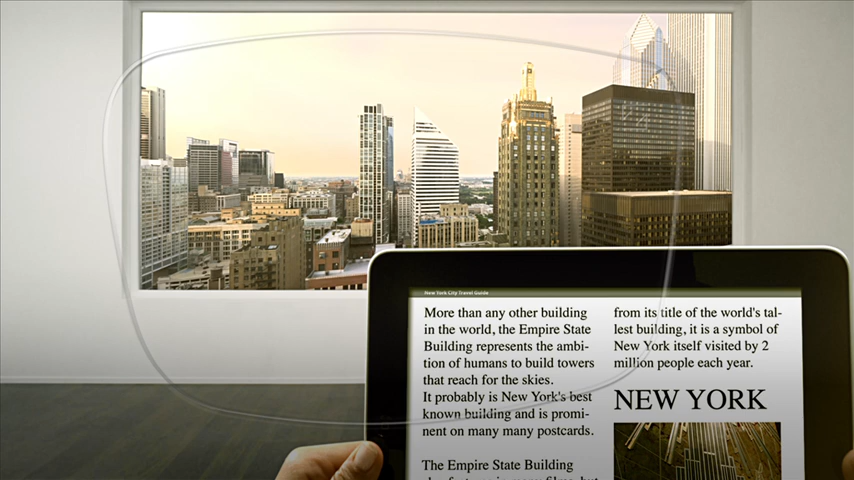 New York City Travel Guide
More than any other building
in the world, the Empire State
Building represents the ambi-
tion of humans to build towers
that reach for the skies.
It probably is New York's best
known building and is promi-
nent on many many postcards.
The Empire State Building
from its title of the world's tal-
lest building, it is a symbol of
New York itself visited by 2
million people each year.
NEW YORK